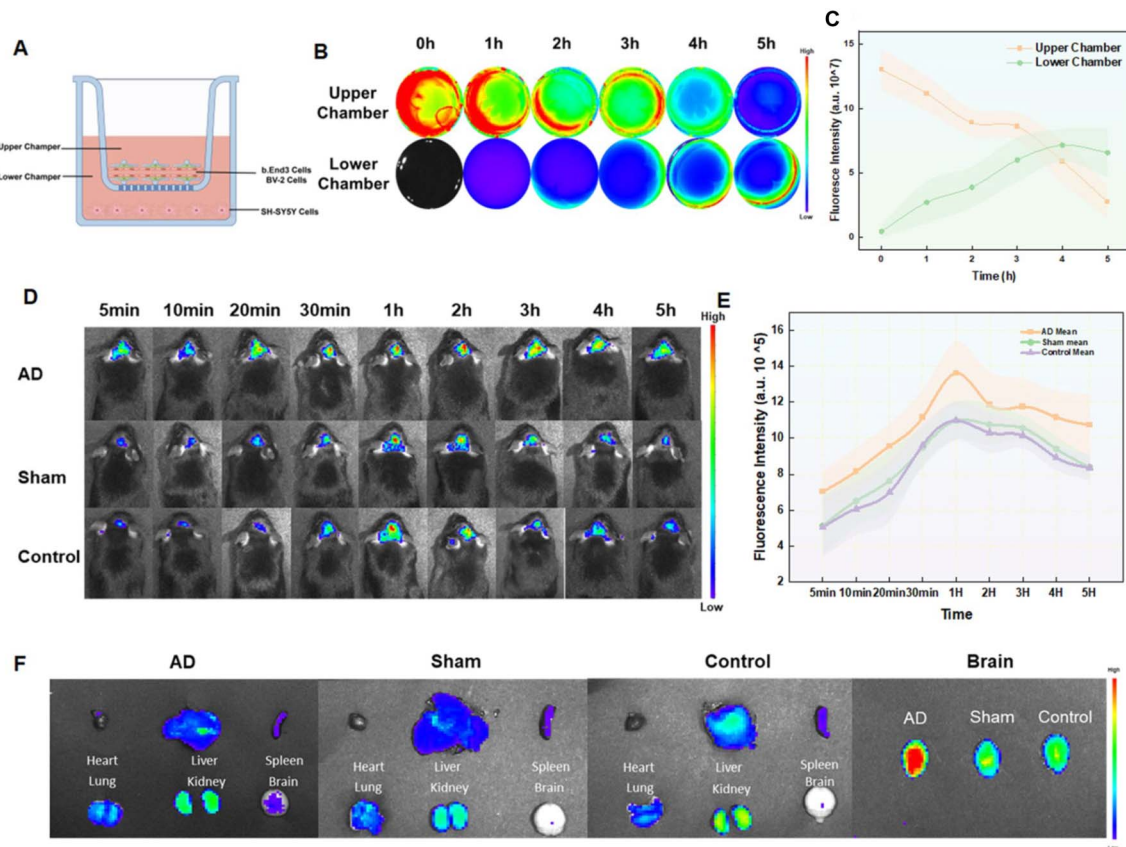 A
Upper Champer
Lower Champer
b.End3 Cells
BV-2 Cells
SH-SY5Y Cells
B
0h 1h 2h 3h 4h 5h
Upper
Chamber
Lower
Chamber
High
Low
C
Fluoresce Intensity (a.u. 10^7)
15
10
5
0
Upper Chamber
Lower Chamber
0 1 2 3 4 5
Time (h)
D
5min 10min 20min 30min 1h 2h 3h 4h 5h
AD
Sham
Control
High
Low
E
Fluorescence Intensity (a.u. 10 ^5)
16
14
12
10
8
6
4
2
AD Mean
Sham mean
Control Mean
5min 10min 20min 30min 1H 2H 3H 4H 5H
Time
F
AD Sham Control Brain
Heart Liver Spleen
Lung Kidney Brain
Heart Liver Spleen
Lung Kidney Brain
Heart Liver Spleen
Lung Kidney Brain
AD Sham Control
High